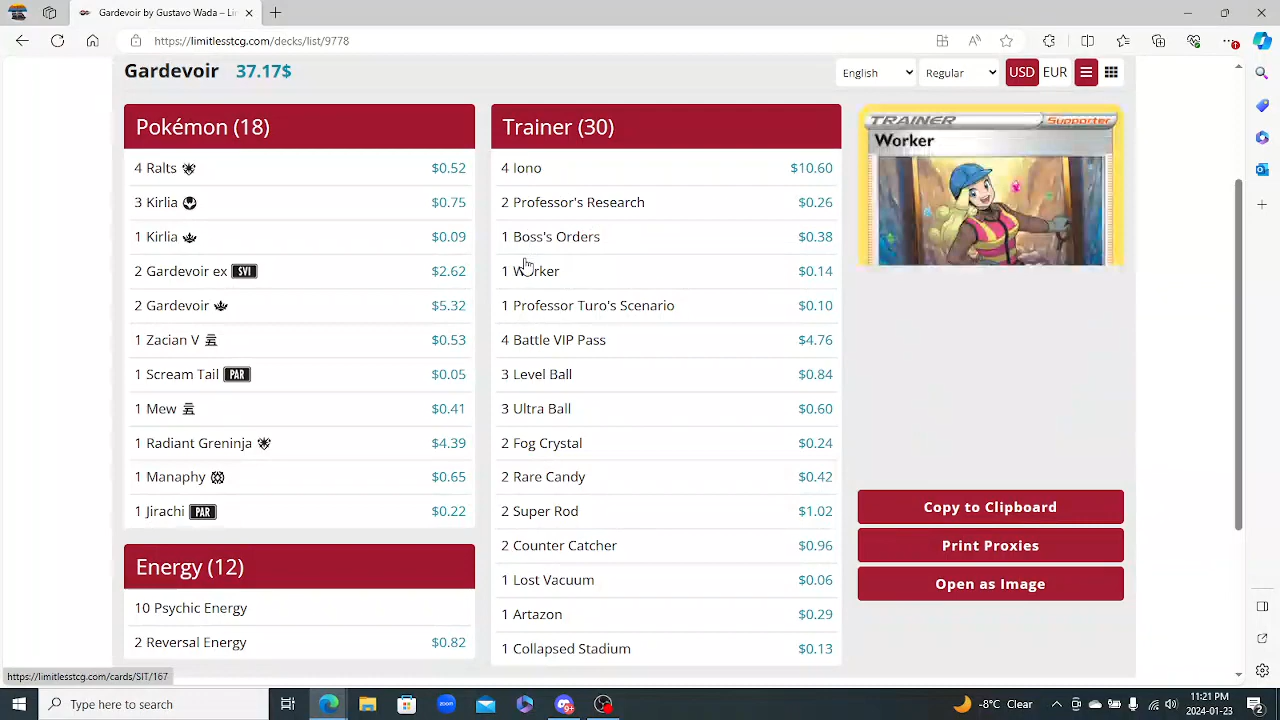 Gardevoir by Gustavo Wada – Lin
https://limitlesstcg.com/decks/list/9778
Gardevoir 37.17$
English
Regular
USD
EUR
Pokémon (18)
4 Ralts $0.52
3 Kirlia $0.75
1 Kirlia $0.09
2 Gardevoir ex SVI $2.62
2 Gardevoir $5.32
1 Zacian V $0.53
1 Scream Tail PAR $0.05
1 Mew $0.41
1 Radiant Greninja $4.39
1 Manaphy $0.65
1 Jirachi PAR $0.22
Energy (12)
10 Psychic Energy
2 Reversal Energy $0.82
Trainer (30)
4 Iono $10.60
2 Professor's Research $0.26
1 Boss's Orders $0.38
1 Worker $0.14
1 Professor Turo's Scenario $0.10
4 Battle VIP Pass $4.76
3 Level Ball $0.84
3 Ultra Ball $0.60
2 Fog Crystal $0.24
2 Rare Candy $0.42
2 Super Rod $1.02
2 Counter Catcher $0.96
1 Lost Vacuum $0.06
1 Artazon $0.29
1 Collapsed Stadium $0.13
TRAINER Supporter
Worker
Copy to Clipboard
Print Proxies
Open as Image
https://limitlesstcg.com/cards/SIT/167
Type here to search
zoom
-8°C Clear
11:21 PM
2024-01-23